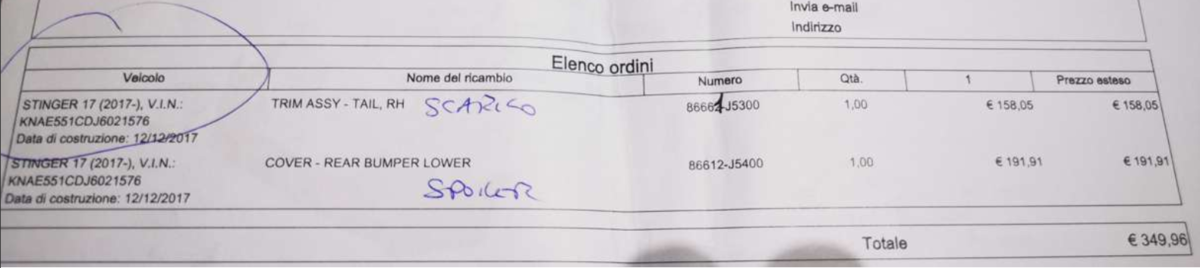 Invia e-mail
Indirizzo
Elenco ordini
Veicolo Nome del ricambio Numero Qtà. 1 Prezzo esteso
STINGER 17 (2017-), V.I.N.: TRIM ASSY - TAIL, RH SCARICO 86661-J5300 1,00 € 158,05 € 158,05
KNAE551CDJ6021576
Data di costruzione: 12/12/2017
STINGER 17 (2017-), V.I.N.: COVER - REAR BUMPER LOWER 86612-J5400 1,00 € 191,91 € 191,91
KNAE551CDJ6021576
SPOILER
Data di costruzione: 12/12/2017
Totale € 349,96